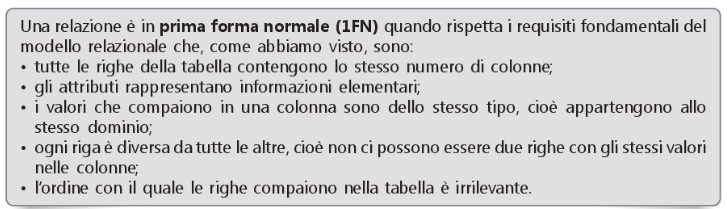 Una relazione è in prima forma normale (1FN) quando rispetta i requisiti fondamentali del
modello relazionale che, come abbiamo visto, sono:
• tutte le righe della tabella contengono lo stesso numero di colonne;
• gli attributi rappresentano informazioni elementari;
• i valori che compaiono in una colonna sono dello stesso tipo, cioè appartengono allo
stesso dominio;
• ogni riga è diversa da tutte le altre, cioè non ci possono essere due righe con gli stessi valori
nelle colonne;
• l'ordine con il quale le righe compaiono nella tabella è irrilevante.